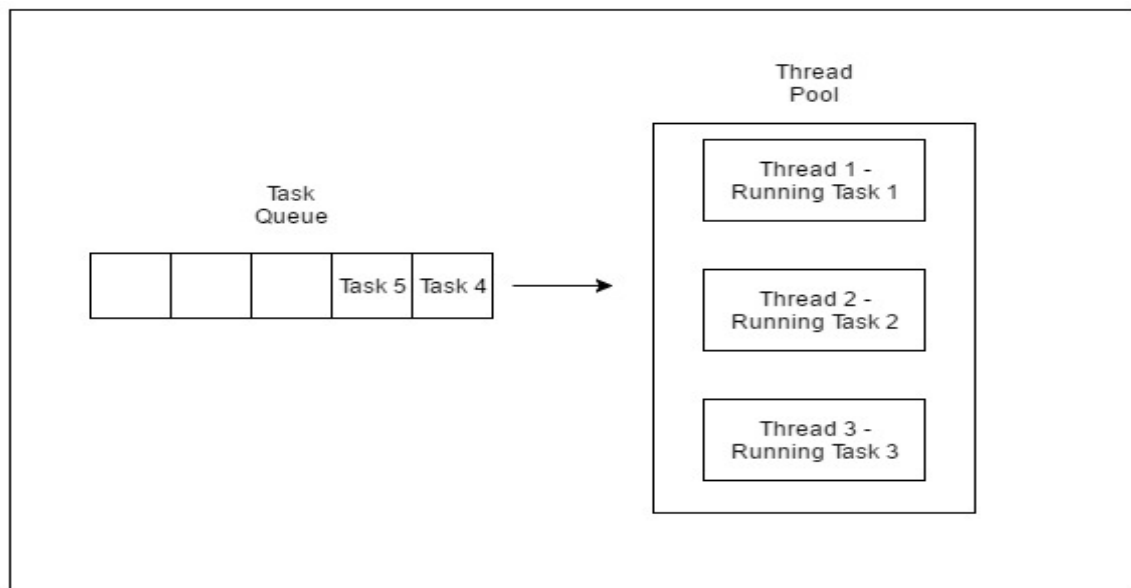 Thread
Pool
Thread 1 -
Running Task 1
Task
Queue
Task 5
Task 4
Thread 2 -
Running Task 2
Thread 3 -
Running Task 3